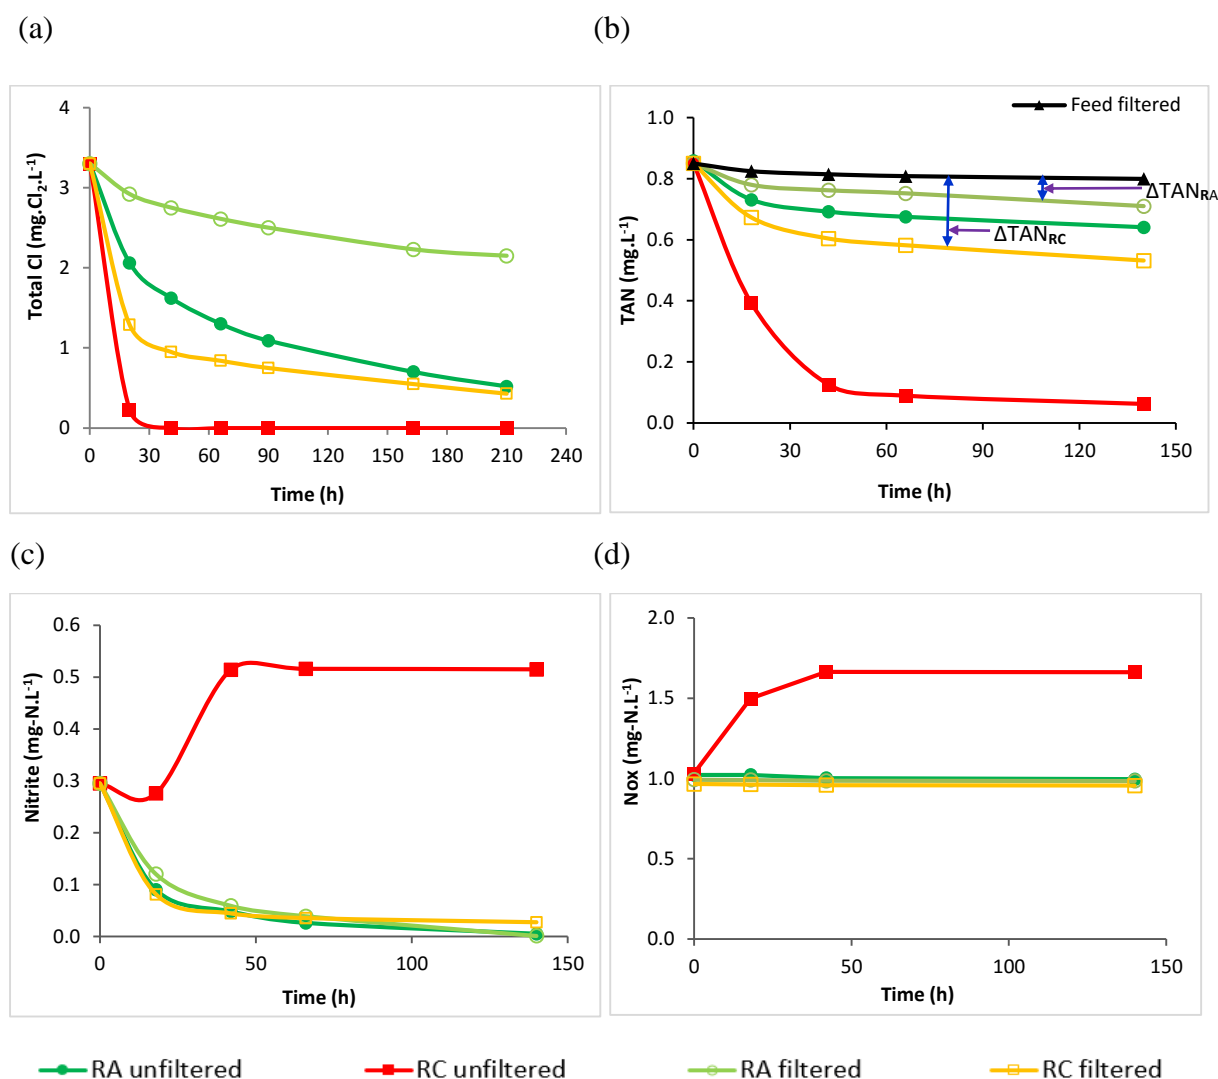 (a)
(b)
4
3
2
1
0
0 30 60 90 120 150 180 210 240
Total Cl (mg.Cl₂.L⁻¹)
Time (h)
Feed filtered
1.0
0.8
0.6
0.4
0.2
0.0
0 30 60 90 120 150
TAN (mg.L⁻¹)
Time (h)
ΔTAN_RA
ΔTAN_RC
(c)
(d)
0.6
0.5
0.4
0.3
0.2
0.1
0.0
0 50 100 150
Nitrite (mg-N.L⁻¹)
Time (h)
2.0
1.5
1.0
0.5
0.0
0 50 100 150
Nox (mg-N.L⁻¹)
Time (h)
RA unfiltered RC unfiltered RA filtered RC filtered